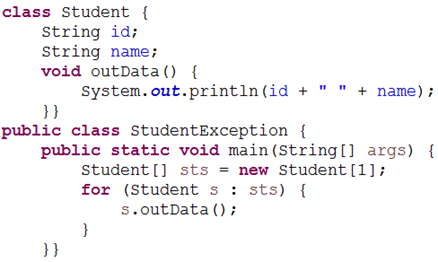 class Student {
    String id;
    String name;
    void outData() {
        System.out.println(id + " " + name);
    }}
public class StudentException {
    public static void main(String[] args) {
        Student[] sts = new Student[1];
        for (Student s : sts) {
            s.outData();
        }
    }}